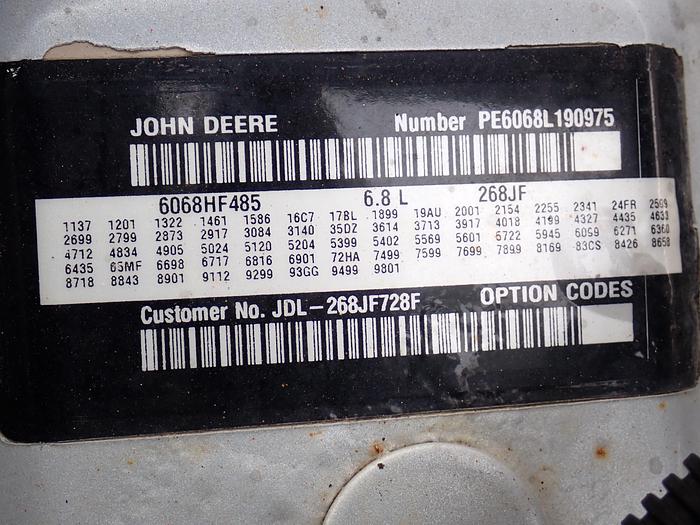 JOHN DEERE Number PE6068L190975
6068HF485 6.8 L 268JF
1137 1201 1322 1461 1586 16C7 17BL 1899 19AU 2001 2154 2255 2341 24FR 2599
2699 2799 2873 2917 3084 3140 35DZ 3614 3713 3917 4018 4199 4327 4435 4633
4712 4834 4905 5024 5120 5204 5399 5402 5569 5601 5722 5945 6059 6271 6360
6435 65MF 6698 6717 6816 6901 72HA 7499 7599 7699 7899 8169 83CS 8426 8658
8718 8843 8901 9112 9299 93GG 9499 9801
Customer No. JDL-268JF728F OPTION CODES